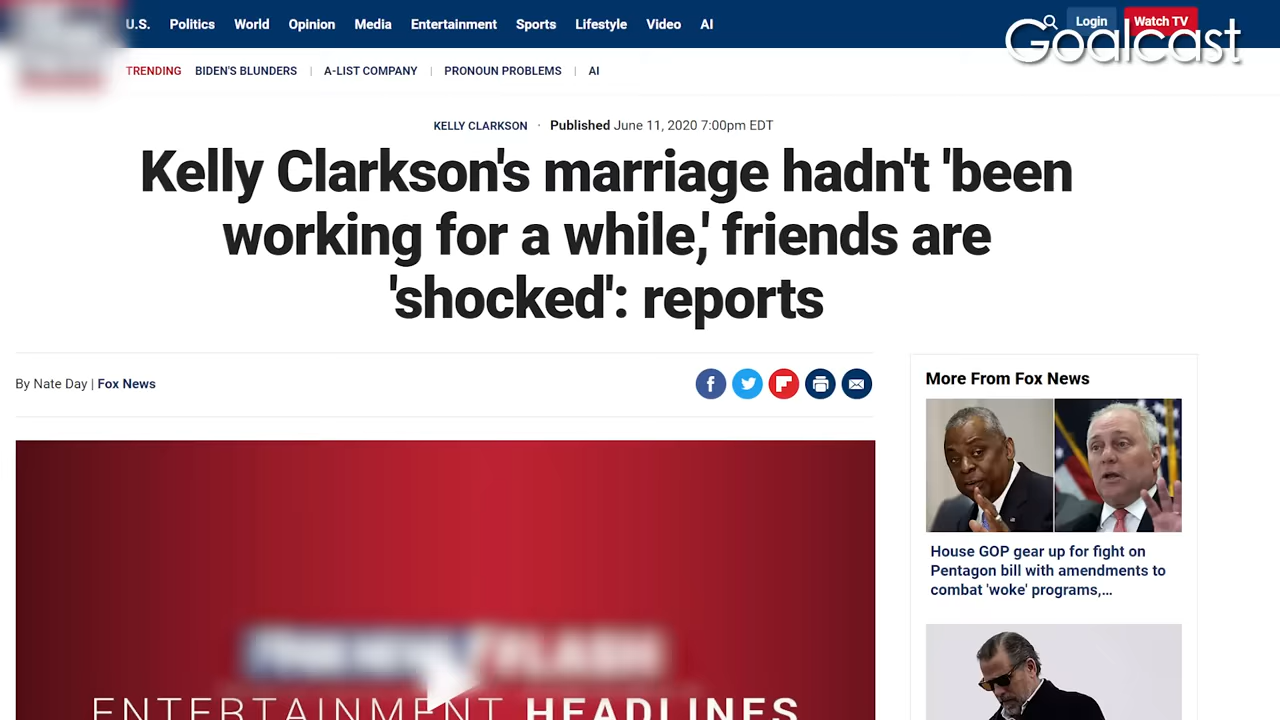 U.S. Politics World Opinion Media Entertainment Sports Lifestyle Video AI Login Watch TV
Goalcast
TRENDING BIDEN'S BLUNDERS | A-LIST COMPANY | PRONOUN PROBLEMS | AI
KELLY CLARKSON · Published June 11, 2020 7:00pm EDT
Kelly Clarkson's marriage hadn't 'been
working for a while,' friends are
'shocked': reports
By Nate Day | Fox News
ENTERTAINMENT HEADLINES
More From Fox News
House GOP gear up for fight on
Pentagon bill with amendments to
combat 'woke' programs,...